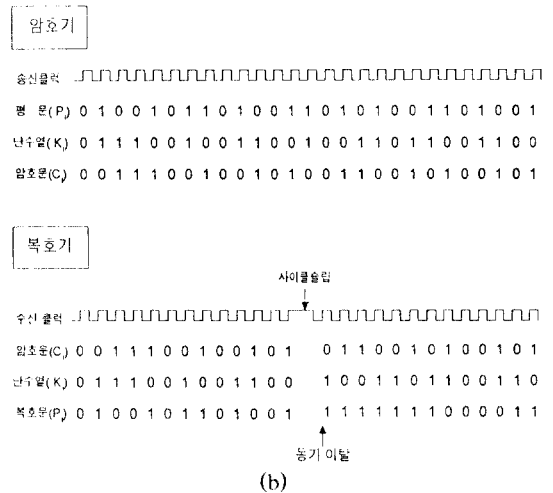 암호기
송신클럭
평 문(Pᵢ) 0 1 0 0 1 0 1 1 0 1 0 0 1 1 0 1 0 1 0 0 1 1 0 1 0 0 1
난수열(Kᵢ) 0 1 1 1 0 0 1 0 0 1 1 0 0 1 0 0 1 1 0 1 1 0 0 1 1 0 0
암호문(Cᵢ) 0 0 1 1 1 0 0 1 0 0 1 0 1 0 0 1 1 0 0 1 0 1 0 0 1 0 1
복호기
사이클슬립
수신 클럭
암호문(Cᵢ) 0 0 1 1 1 0 0 1 0 0 1 0 1 0 1 1 0 0 1 0 1 0 0 1 0 1
난수열(Kᵢ) 0 1 1 1 0 0 1 0 0 1 1 0 0 1 0 0 1 1 0 1 1 0 0 1 1 0
복호문(Pᵢ) 0 1 0 0 1 0 1 1 0 1 0 0 1 1 1 1 1 1 1 1 0 0 0 0 1 1
동기 이탈
(b)